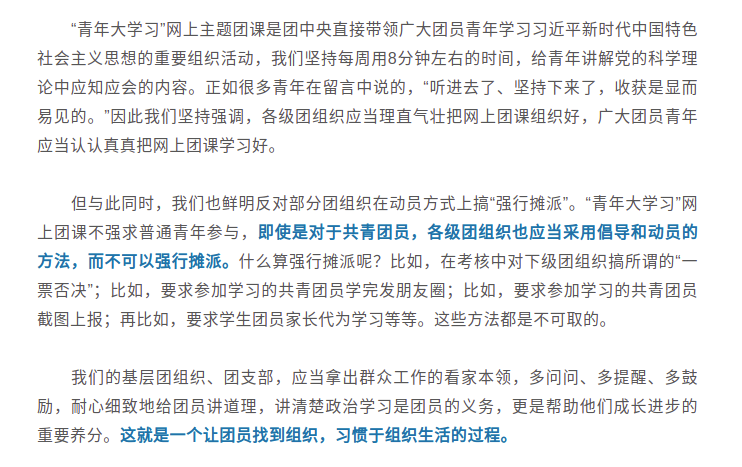 “青年大学习”网上主题团课是团中央直接带领广大团员青年学习习近平新时代中国特色
社会主义思想的重要组织活动，我们坚持每周用8分钟左右的时间，给青年讲解党的科学理
论中应知应会的内容。正如很多青年在留言中说的，“听进去了、坚持下来了，收获是显而
易见的。”因此我们坚持强调，各级团组织应当理直气壮把网上团课组织好，广大团员青年
应当认认真真把网上团课学习好。
但与此同时，我们也鲜明反对部分团组织在动员方式上搞“强行摊派”。“青年大学习”网
上团课不强求普通青年参与，即使是对于共青团员，各级团组织也应当采用倡导和动员的
方法，而不可以强行摊派。什么算强行摊派呢？比如，在考核中对下级团组织搞所谓的“一
票否决”；比如，要求参加学习的共青团员学完发朋友圈；比如，要求参加学习的共青团员
截图上报；再比如，要求学生团员家长代为学习等等。这些方法都是不可取的。
我们的基层团组织、团支部，应当拿出群众工作的看家本领，多问问、多提醒、多鼓
励，耐心细致地给团员讲道理，讲清楚政治学习是团员的义务，更是帮助他们成长进步的
重要养分。这就是一个让团员找到组织，习惯于组织生活的过程。